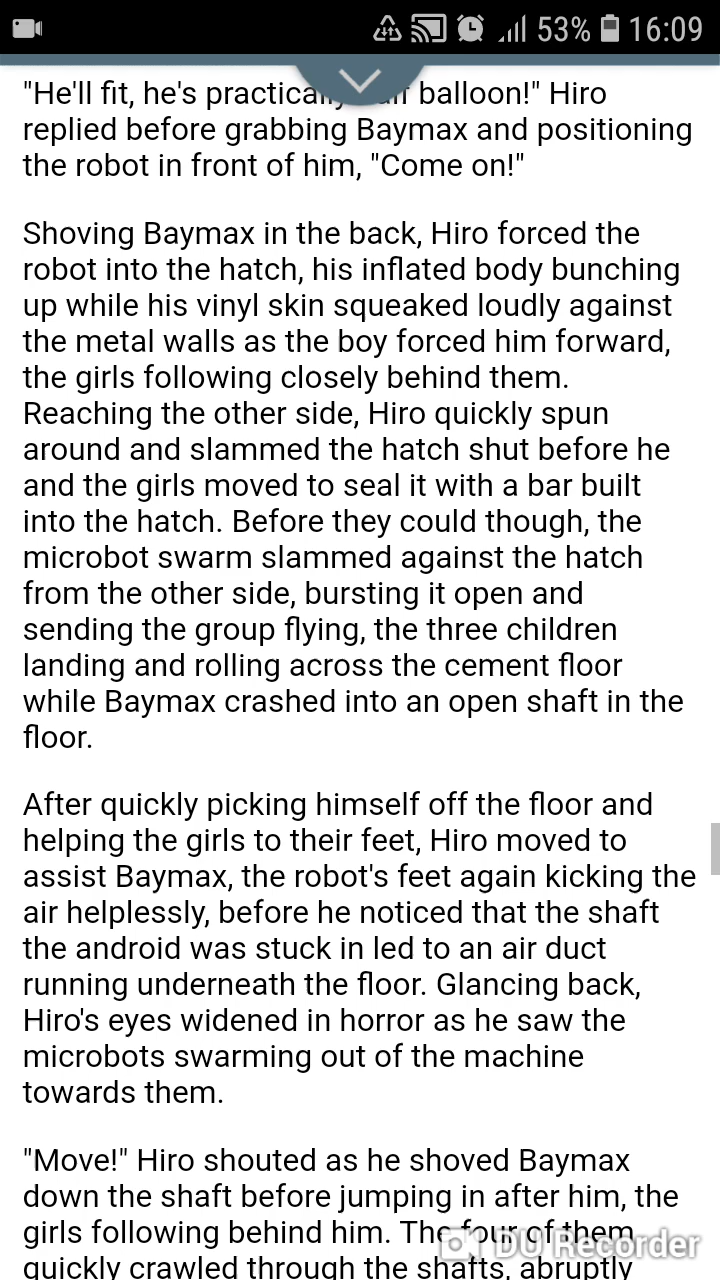 53% 16:09
"He'll fit, he's balloon!" Hiro
replied before grabbing Baymax and positioning
the robot in front of him, "Come on!"
Shoving Baymax in the back, Hiro forced the
robot into the hatch, his inflated body bunching
up while his vinyl skin squeaked loudly against
the metal walls as the boy forced him forward,
the girls following closely behind them.
Reaching the other side, Hiro quickly spun
around and slammed the hatch shut before he
and the girls moved to seal it with a bar built
into the hatch. Before they could though, the
microbot swarm slammed against the hatch
from the other side, bursting it open and
sending the group flying, the three children
landing and rolling across the cement floor
while Baymax crashed into an open shaft in the
floor.
After quickly picking himself off the floor and
helping the girls to their feet, Hiro moved to
assist Baymax, the robot's feet again kicking the
air helplessly, before he noticed that the shaft
the android was stuck in led to an air duct
running underneath the floor. Glancing back,
Hiro's eyes widened in horror as he saw the
microbots swarming out of the machine
towards them.
"Move!" Hiro shouted as he shoved Baymax
down the shaft before jumping in after him, the
girls following behind him. The four of them
DU Recorder
quickly crawled through the shafts, abruptly